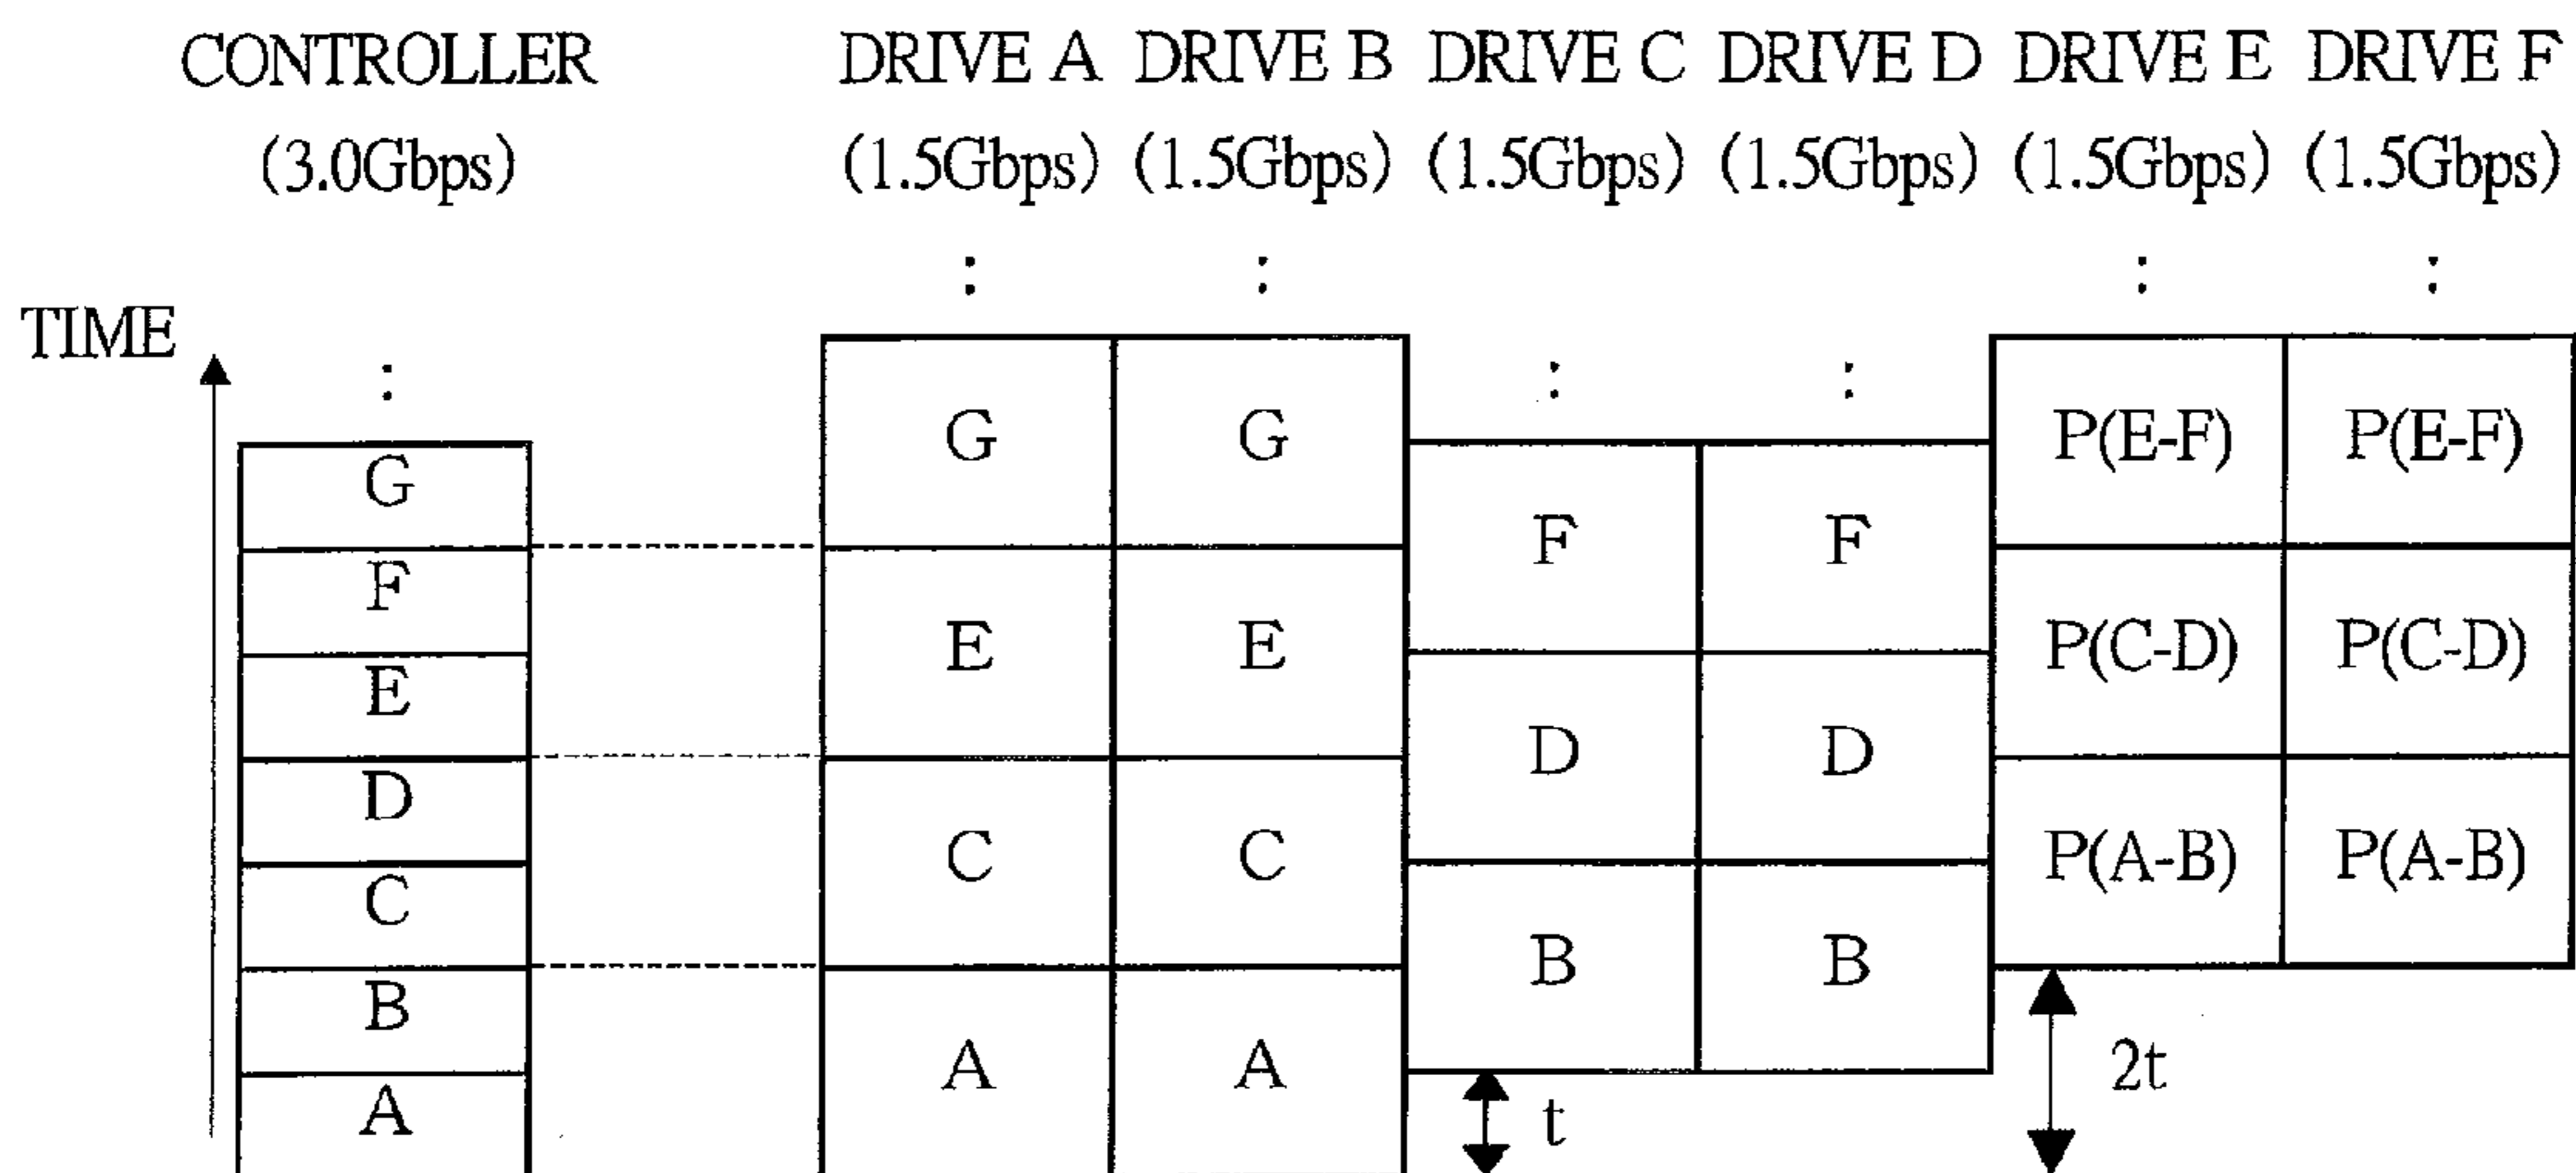 CONTROLLER DRIVE A DRIVE B DRIVE C DRIVE D DRIVE E DRIVE F
(3.0Gbps) (1.5Gbps) (1.5Gbps) (1.5Gbps) (1.5Gbps) (1.5Gbps) (1.5Gbps)
: : : :
TIME
: : :
G G P(E-F) P(E-F)
G
F F
F
E E P(C-D) P(C-D)
E
D D
D
C C P(A-B) P(A-B)
C
B B
B
A A 2t
A t